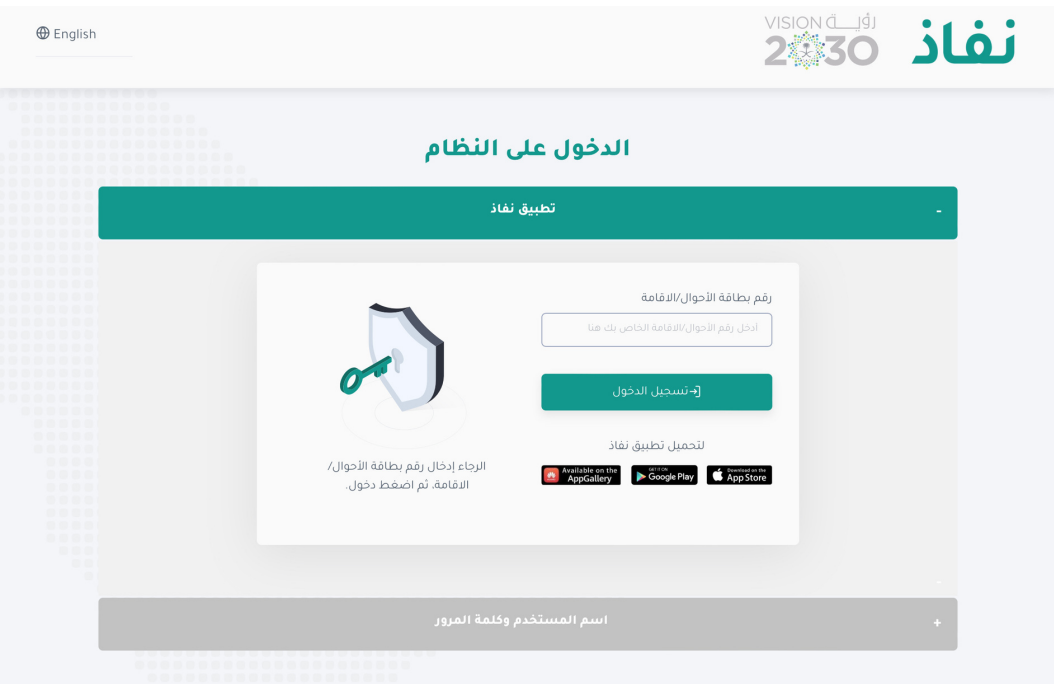 نفاذ
رؤيـــة VISION
2030
English
الدخول على النظام
تطبيق نفاذ
-
رقم بطاقة الأحوال/الاقامة
أدخل رقم الأحوال/الاقامة الخاص بك هنا
تسجيل الدخول
لتحميل تطبيق نفاذ
Available on the
AppGallery
GET IT ON
Google Play
Download on the
App Store
الرجاء إدخال رقم بطاقة الأحوال/
الاقامة، ثم اضغط دخول.
-
اسم المستخدم وكلمة المرور
+